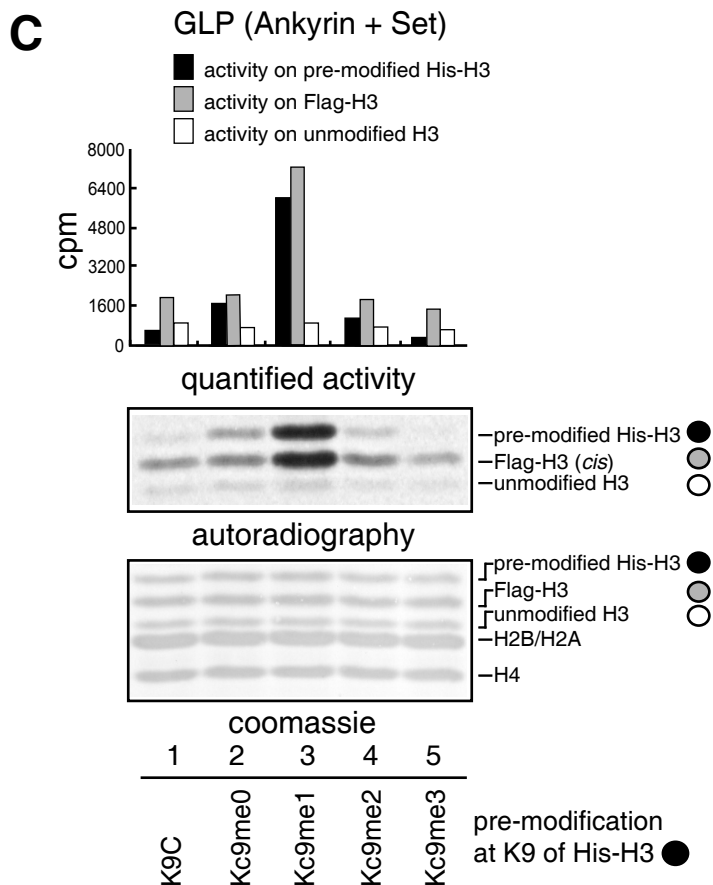 C
GLP (Ankyrin + Set)
activity on pre-modified His-H3
activity on Flag-H3
activity on unmodified H3
8000
6400
4800
3200
1600
0
cpm
quantified activity
pre-modified His-H3
Flag-H3 (cis)
unmodified H3
autoradiography
pre-modified His-H3
Flag-H3
unmodified H3
H2B/H2A
H4
coomassie
1 2 3 4 5
K9C
Kc9me0
Kc9me1
Kc9me2
Kc9me3
pre-modification
at K9 of His-H3